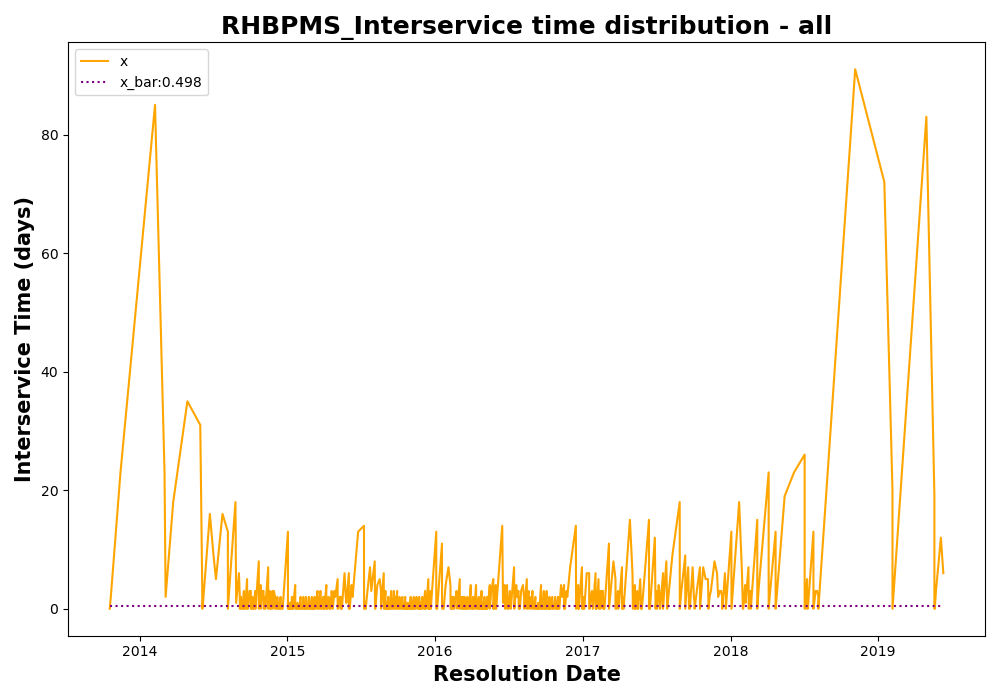 RHBPMS_Interservice time distribution - all
x
x_bar:0.498
Interservice Time (days)
80
60
40
20
0
2014 2015 2016 2017 2018 2019
Resolution Date